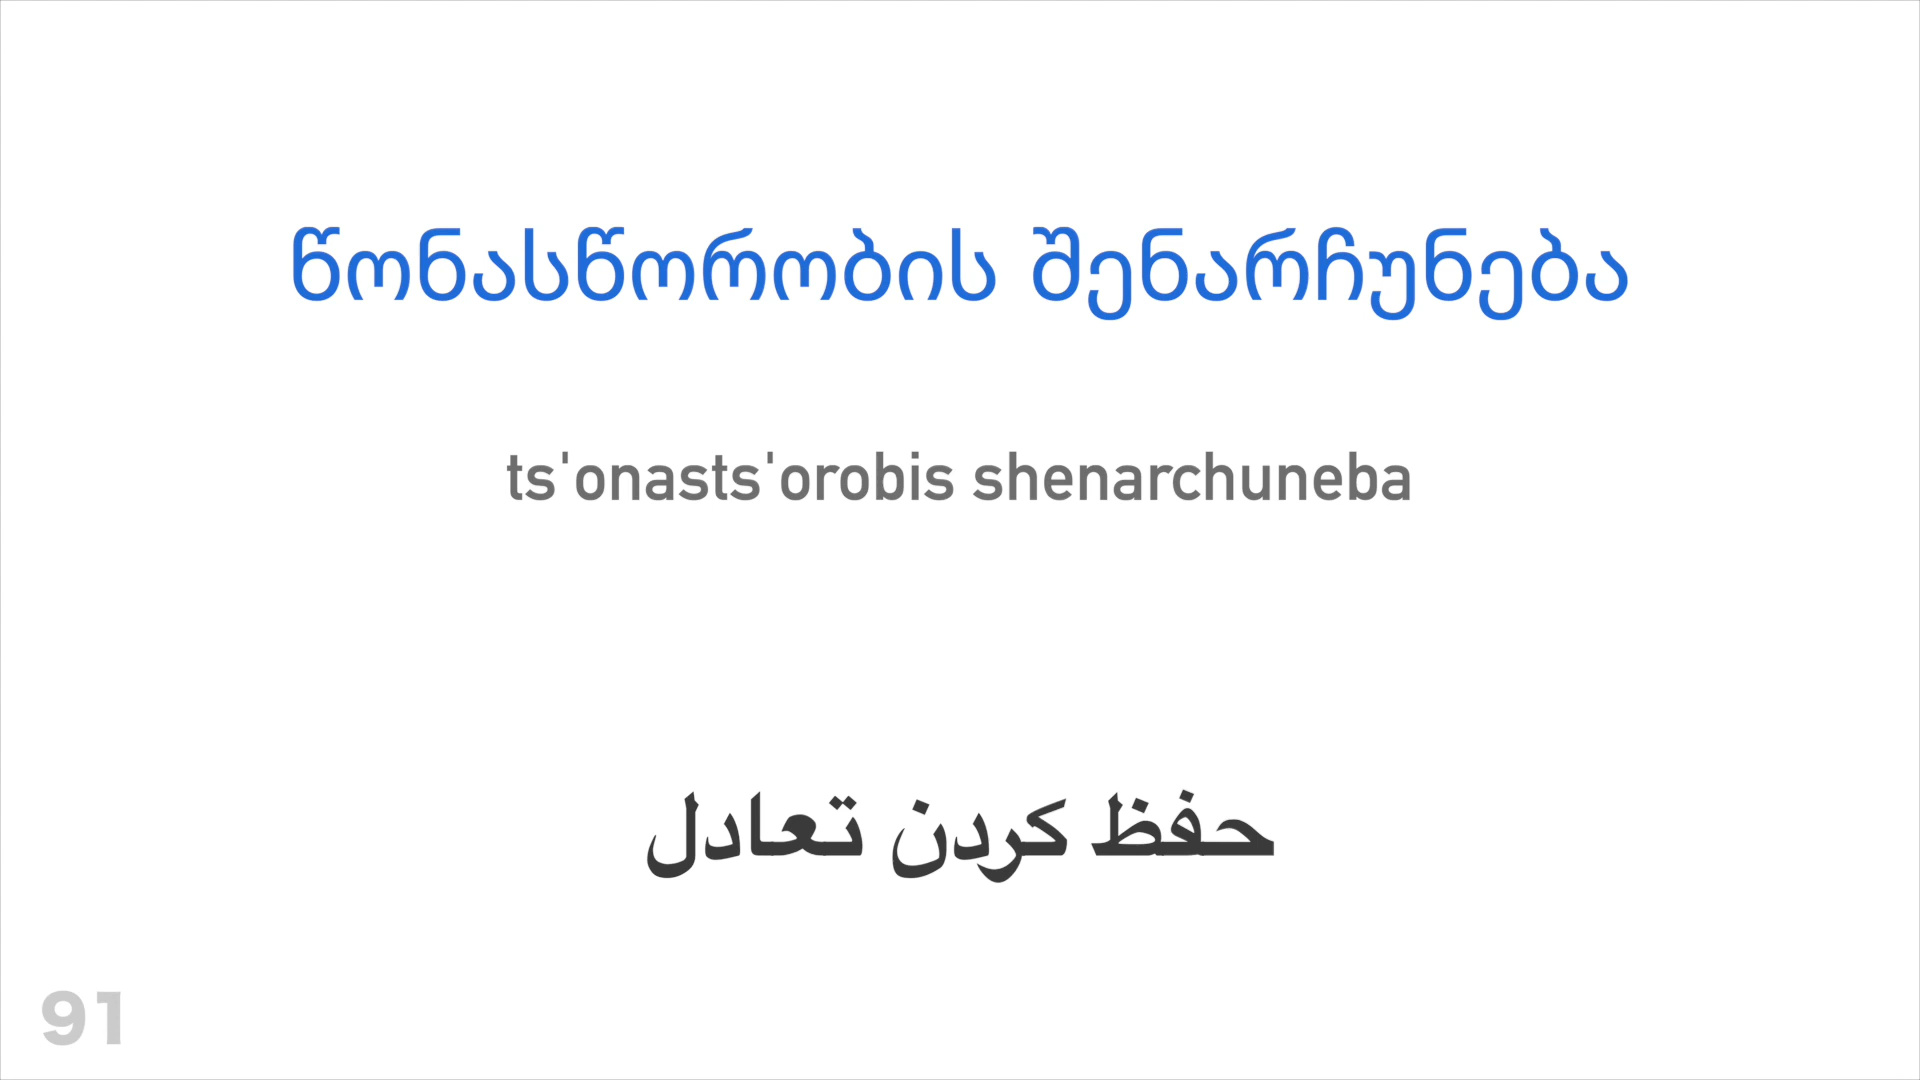 წონასწორობის შენარჩუნება
ts'onasts'orobis shenarchuneba
حفظ کردن تعادل
91